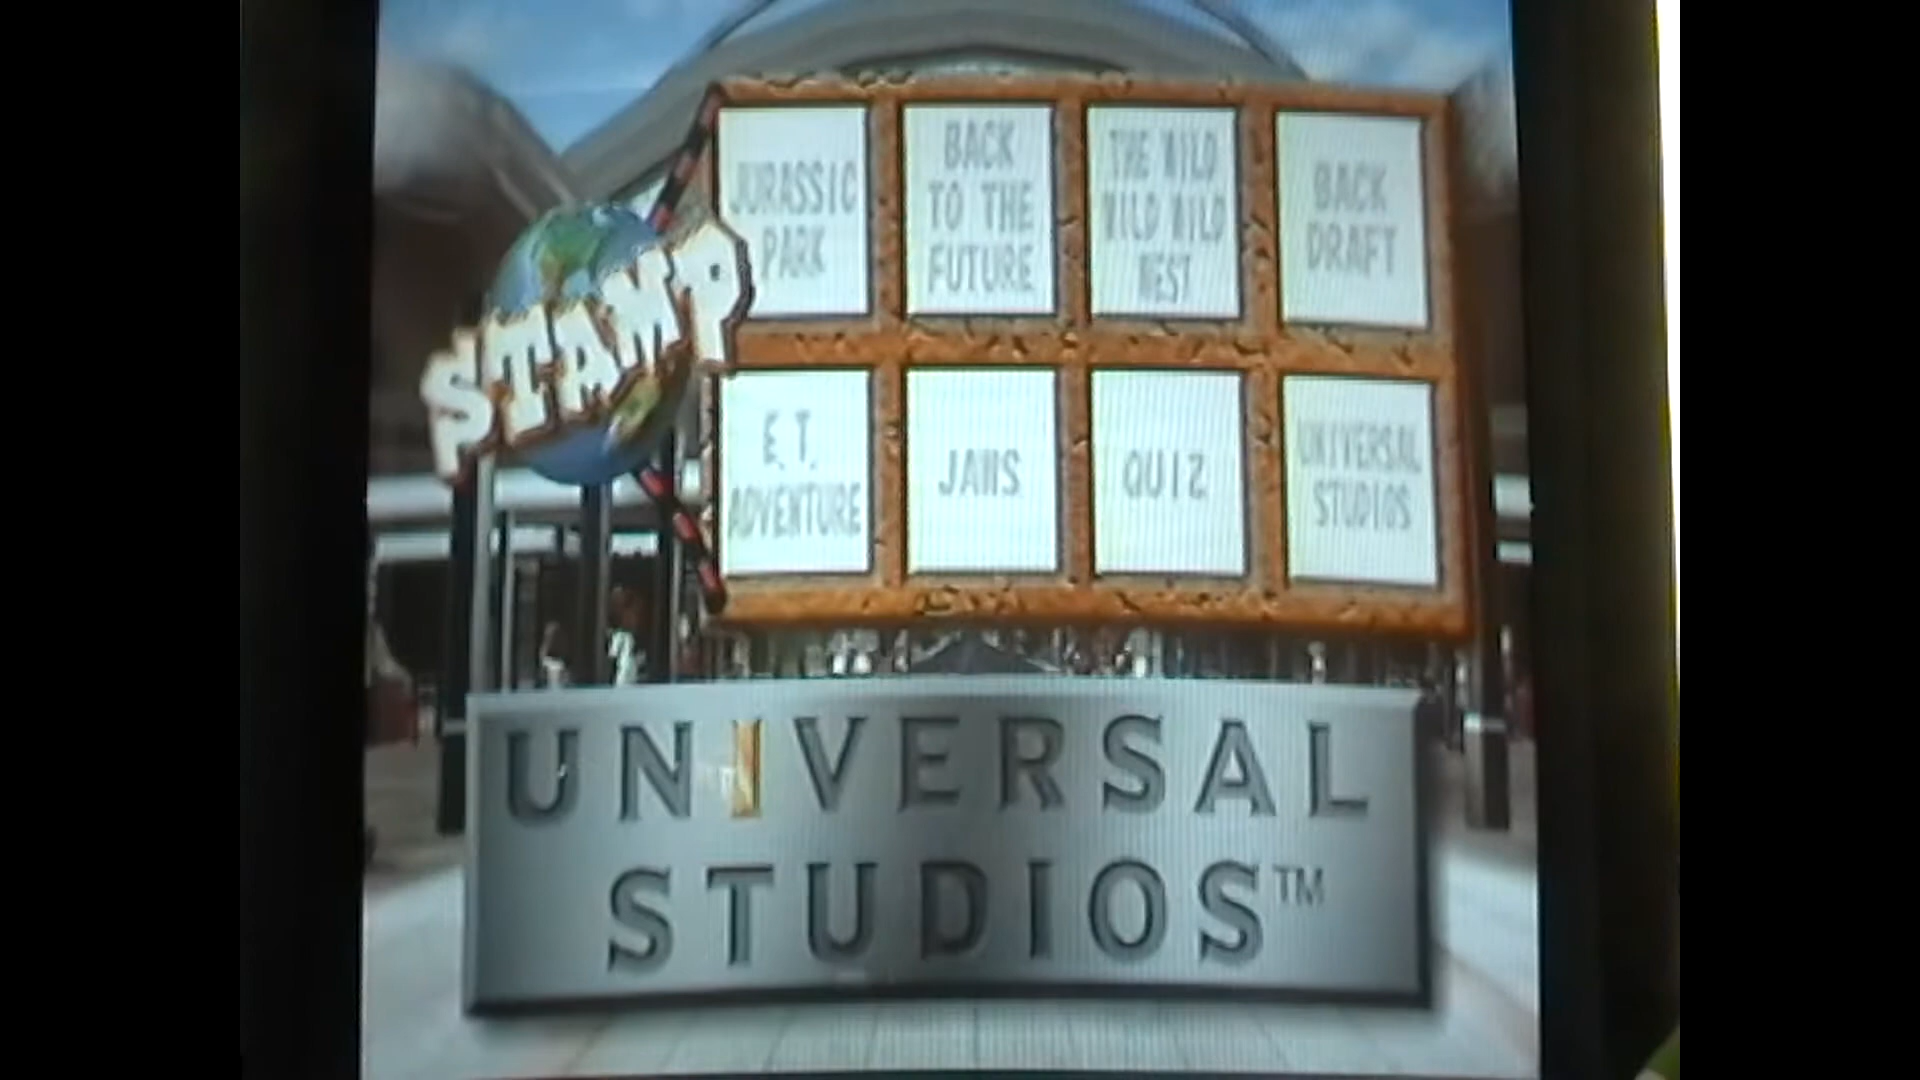 STAMP
JURASSIC
PARK
BACK
TO THE
FUTURE
THE WILD
WILD WILD
WEST
BACK
DRAFT
E.T.
ADVENTURE
JAWS
QUIZ
UNIVERSAL
STUDIOS
UNIVERSAL
STUDIOS™